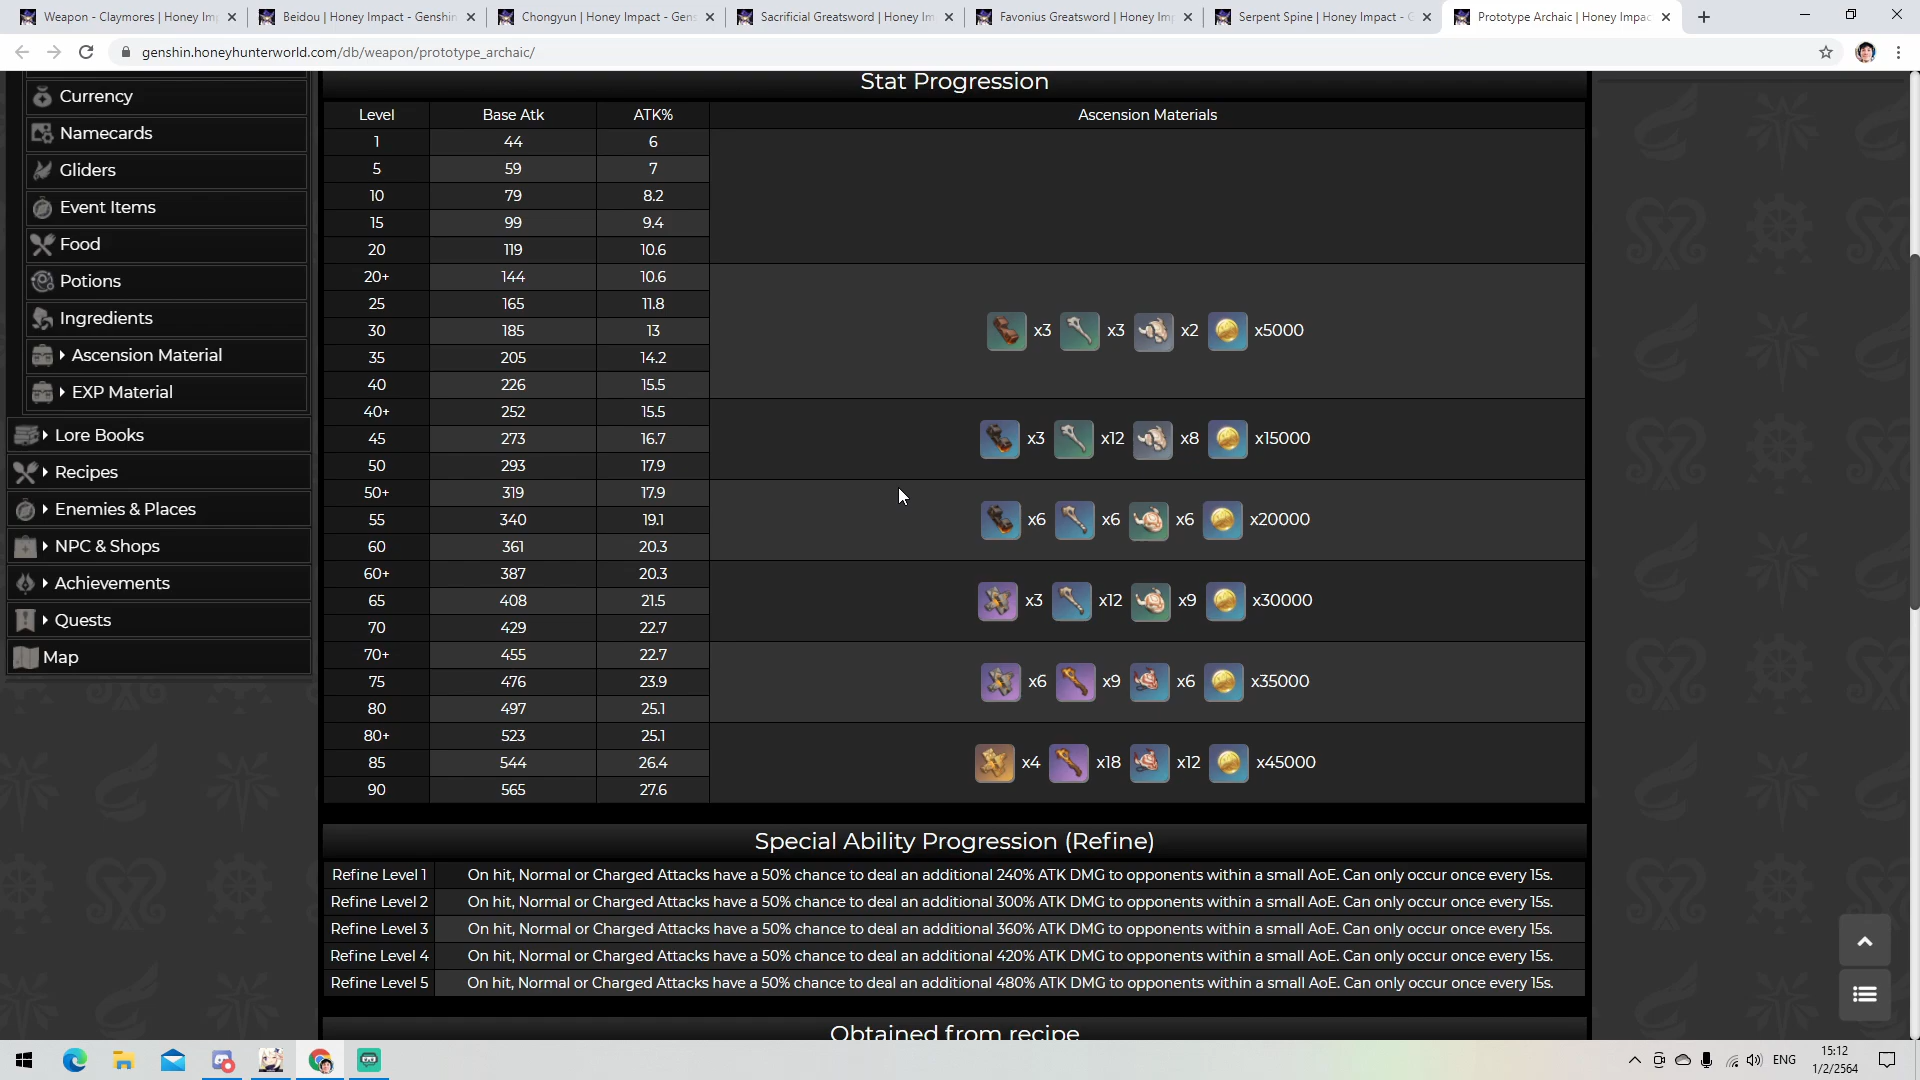 Weapon - Claymores | Honey Im
Beidou | Honey Impact - Genshin
Chongyun | Honey Impact - Gens
Sacrificial Greatsword | Honey Im
Favonius Greatsword | Honey Imp
Serpent Spine | Honey Impact - G
Prototype Archaic | Honey Impac
genshin.honeyhunterworld.com/db/weapon/prototype_archaic/
Currency
Namecards
Gliders
Event Items
Food
Potions
Ingredients
Ascension Material
EXP Material
Lore Books
Recipes
Enemies & Places
NPC & Shops
Achievements
Quests
Map
Stat Progression
Level Base Atk ATK% Ascension Materials
1 44 6
5 59 7
10 79 8.2
15 99 9.4
20 119 10.6
20+ 144 10.6
25 165 11.8
30 185 13 x3 x3 x2 x5000
35 205 14.2
40 226 15.5
40+ 252 15.5
45 273 16.7 x3 x12 x8 x15000
50 293 17.9
50+ 319 17.9
55 340 19.1 x6 x6 x6 x20000
60 361 20.3
60+ 387 20.3
65 408 21.5 x3 x12 x9 x30000
70 429 22.7
70+ 455 22.7
75 476 23.9 x6 x9 x6 x35000
80 497 25.1
80+ 523 25.1
85 544 26.4 x4 x18 x12 x45000
90 565 27.6
Special Ability Progression (Refine)
Refine Level 1 On hit, Normal or Charged Attacks have a 50% chance to deal an additional 240% ATK DMG to opponents within a small AoE. Can only occur once every 15s.
Refine Level 2 On hit, Normal or Charged Attacks have a 50% chance to deal an additional 300% ATK DMG to opponents within a small AoE. Can only occur once every 15s.
Refine Level 3 On hit, Normal or Charged Attacks have a 50% chance to deal an additional 360% ATK DMG to opponents within a small AoE. Can only occur once every 15s.
Refine Level 4 On hit, Normal or Charged Attacks have a 50% chance to deal an additional 420% ATK DMG to opponents within a small AoE. Can only occur once every 15s.
Refine Level 5 On hit, Normal or Charged Attacks have a 50% chance to deal an additional 480% ATK DMG to opponents within a small AoE. Can only occur once every 15s.
Obtained from recipe
ENG
15:12
1/2/2564